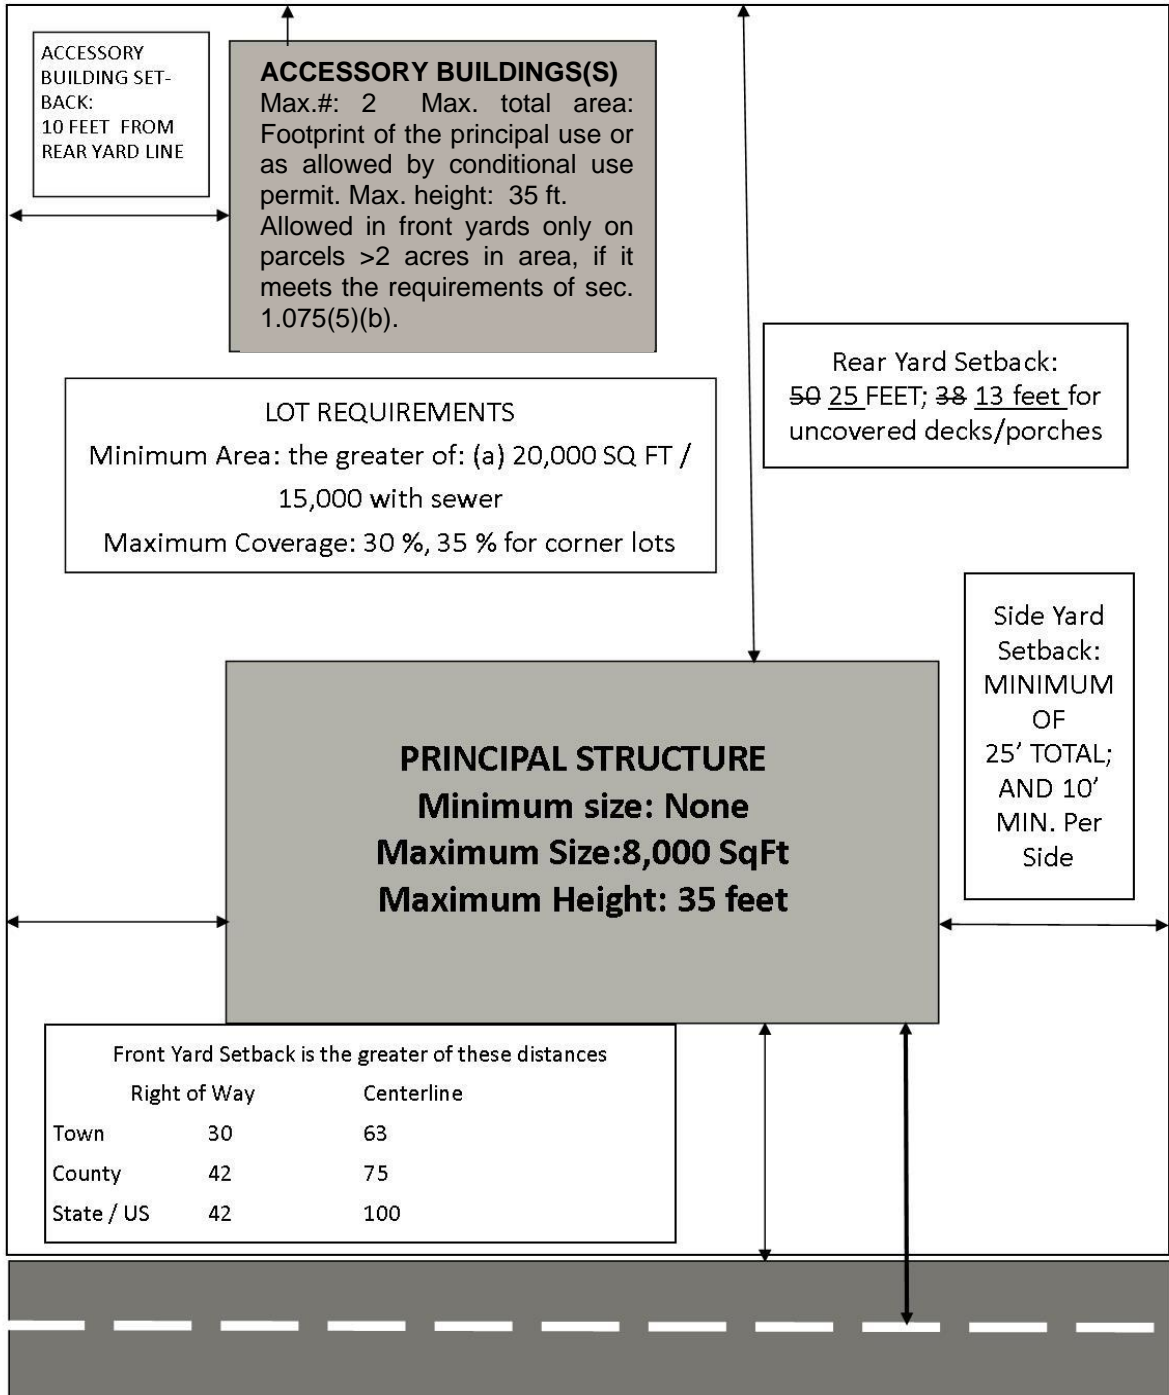 ACCESSORY
BUILDING SET-
BACK:
10 FEET FROM
REAR YARD LINE
ACCESSORY BUILDINGS(S)
Max.#: 2 Max. total area:
Footprint of the principal use or
as allowed by conditional use
permit. Max. height: 35 ft.
Allowed in front yards only on
parcels >2 acres in area, if it
meets the requirements of sec.
1.075(5)(b).
Rear Yard Setback:
50 25 FEET; 38 13 feet for
uncovered decks/porches
LOT REQUIREMENTS
Minimum Area: the greater of: (a) 20,000 SQ FT /
15,000 with sewer
Maximum Coverage: 30 %, 35 % for corner lots
Side Yard
Setback:
MINIMUM
OF
25’ TOTAL;
AND 10’
MIN. Per
Side
PRINCIPAL STRUCTURE
Minimum size: None
Maximum Size:8,000 SqFt
Maximum Height: 35 feet
Front Yard Setback is the greater of these distances
Right of Way Centerline
Town 30 63
County 42 75
State / US 42 100